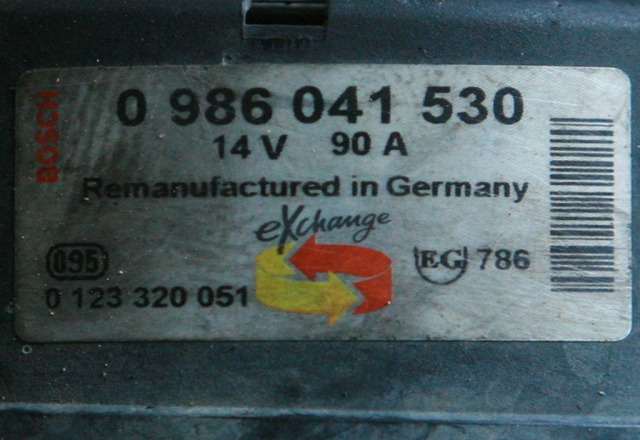 BOSCH
0 986 041 530
14 V 90 A
Remanufactured in Germany
eXchange
095
EG 786
0 123 320 051